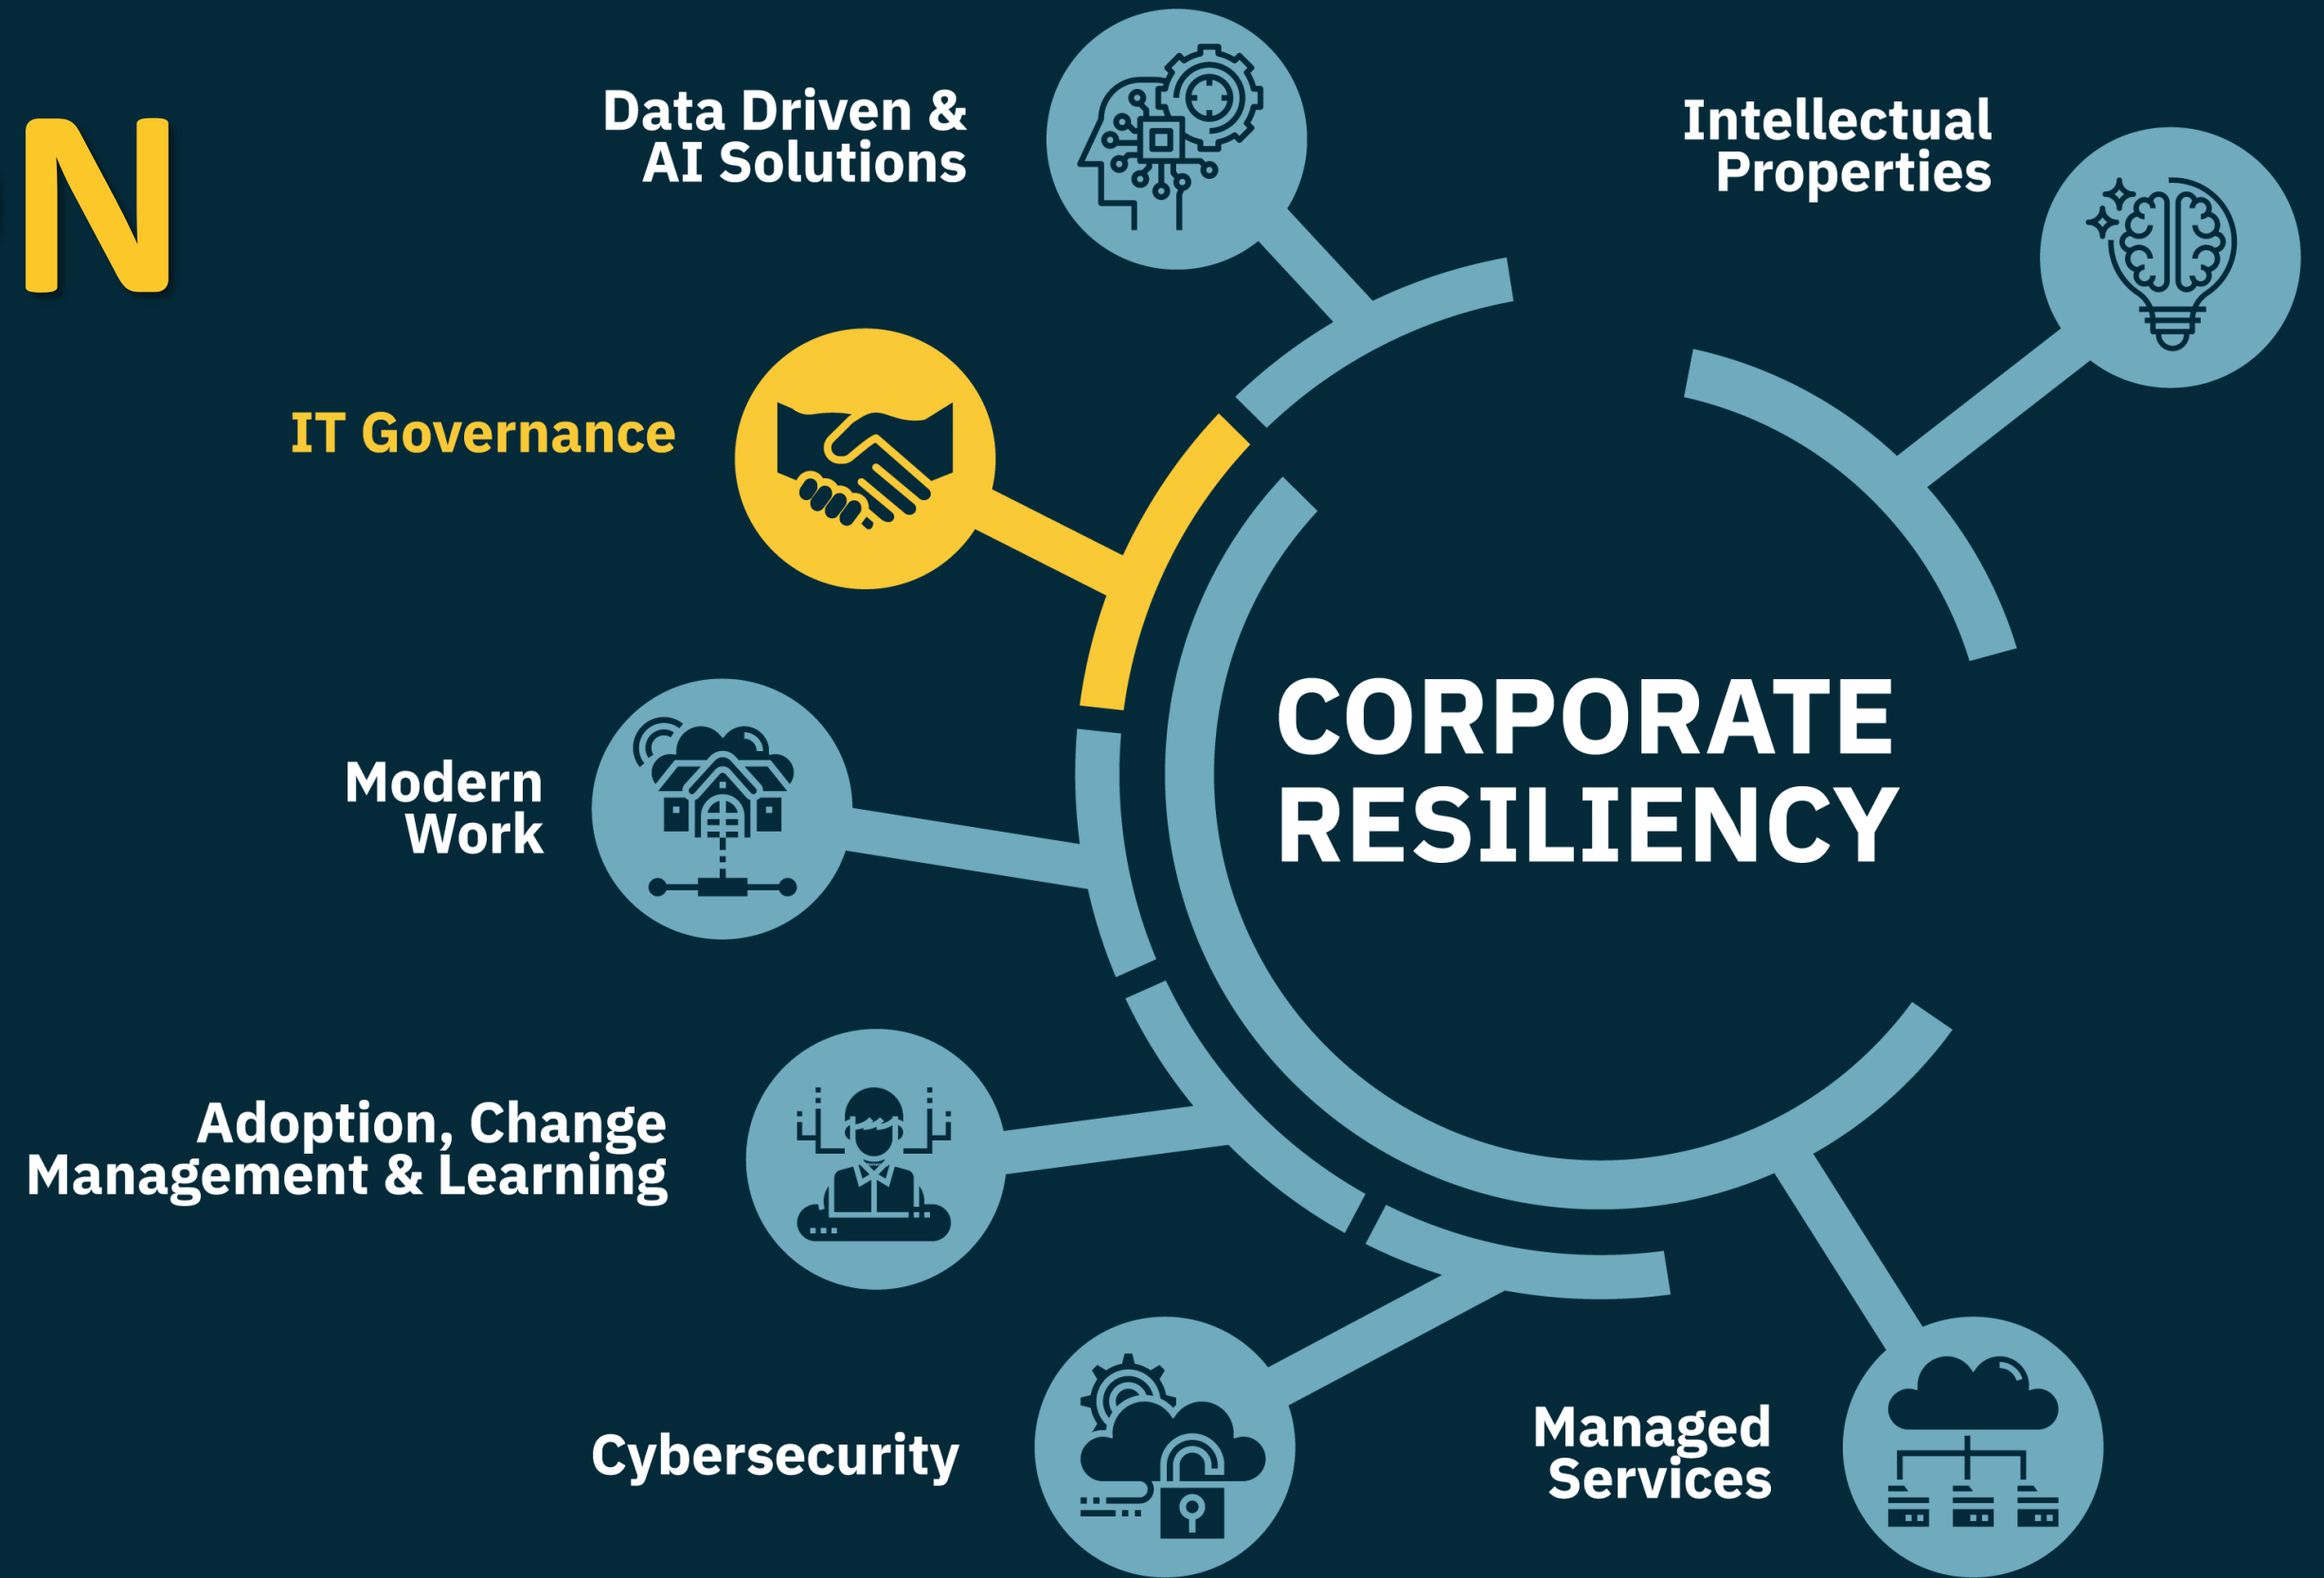 N
Data Driven &
AI Solutions
Intellectual
Properties
IT Governance
CORPORATE
RESILIENCY
Modern
Work
Adoption, Change
Management & Learning
Cybersecurity
Managed
Services